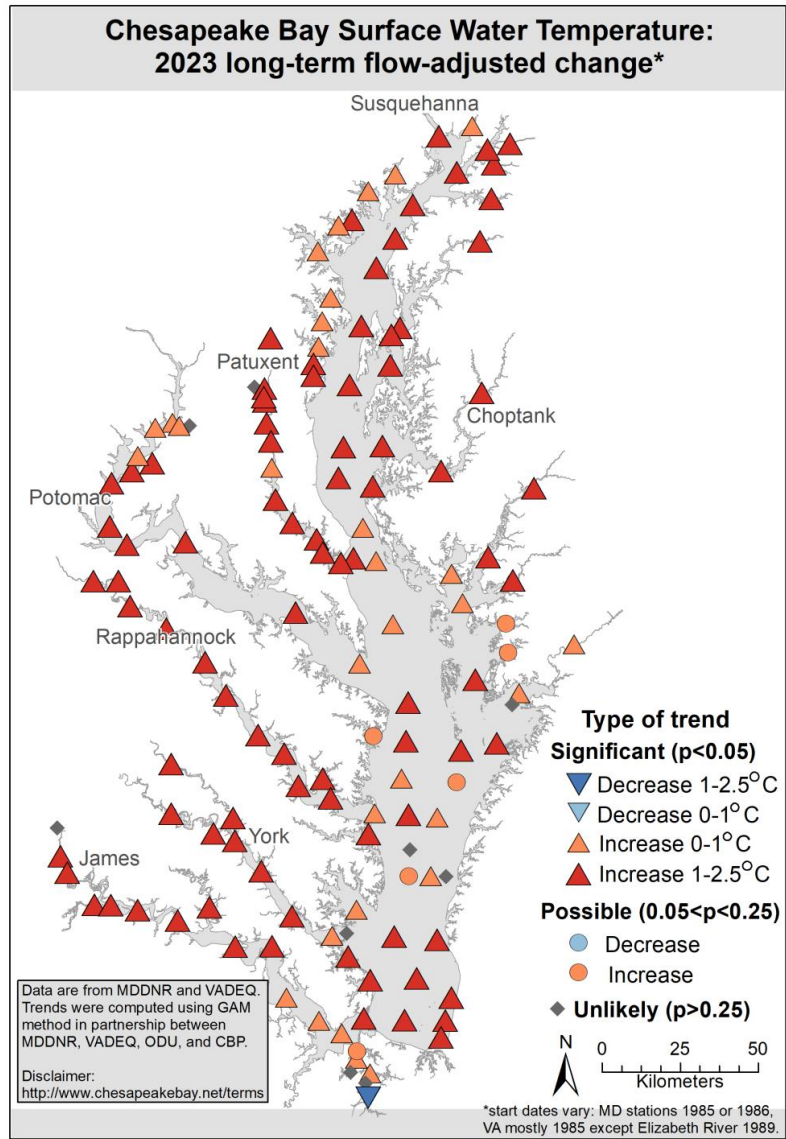 Chesapeake Bay Surface Water Temperature:
2023 long-term flow-adjusted change*
Susquehanna
Patuxent
Choptank
Potomac
Rappahannock
York
James
Type of trend
Significant (p<0.05)
Decrease 1-2.5°C
Decrease 0-1°C
Increase 0-1°C
Increase 1-2.5°C
Possible (0.05<p<0.25)
Decrease
Increase
Unlikely (p>0.25)
N
0 25 50
Kilometers
Data are from MDDNR and VADEQ.
Trends were computed using GAM
method in partnership between
MDDNR, VADEQ, ODU, and CBP.
Disclaimer:
http://www.chesapeakebay.net/terms
*start dates vary: MD stations 1985 or 1986,
VA mostly 1985 except Elizabeth River 1989.